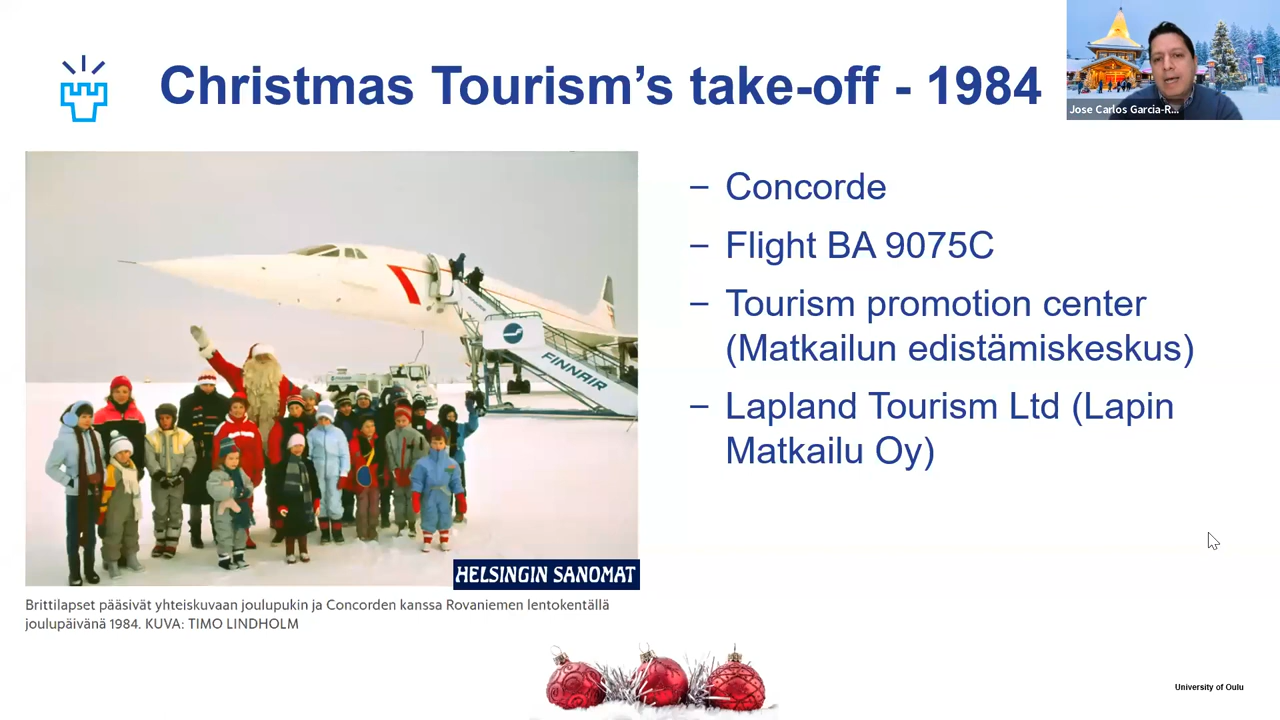 Christmas Tourism's take-off - 1984
Jose Carlos Garcia-R...
– Concorde
– Flight BA 9075C
– Tourism promotion center
(Matkailun edistämiskeskus)
– Lapland Tourism Ltd (Lapin
Matkailu Oy)
FINNAIR
HELSINGIN SANOMAT
Brittilapset pääsivät yhteiskuvaan joulupukin ja Concorden kanssa Rovaniemen lentokentällä
joulupäivänä 1984. KUVA: TIMO LINDHOLM
University of Oulu